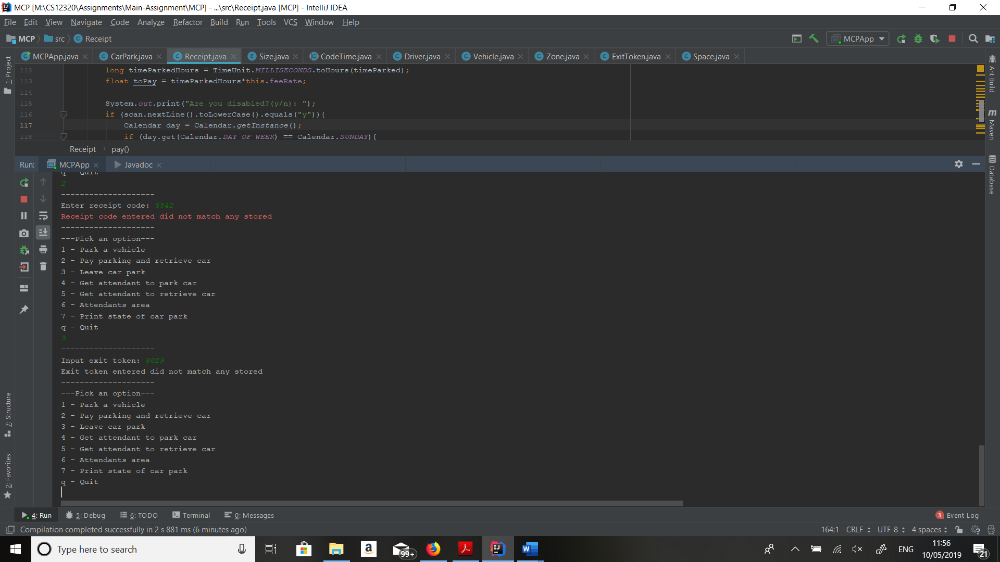 MCP [M:\CS12320\Assignments\Main-Assignment\MCP] - ...\src\Receipt.java [MCP] - IntelliJ IDEA
File Edit View Navigate Code Analyze Refactor Build Run Tools VCS Window Help
MCP src Receipt MCPApp
MCPApp.java CarPark.java Receipt.java Size.java CodeTime.java Driver.java Vehicle.java Zone.java ExitToken.java Space.java
1: Project
Ant Build
Maven
Database
112 long timeParkedHours = TimeUnit.MILLISECONDS.toHours(timeParked);
113 float toPay = timeParkedHours*this.feeRate;
114
115 System.out.print("Are you disabled?(y/n): ");
116 if (scan.nextLine().toLowerCase().equals("y")){
117 Calendar day = Calendar.getInstance();
118 if (day.get(Calendar.DAY_OF_WEEK) == Calendar.SUNDAY){
Receipt pay()
Run: MCPApp Javadoc
q - Quit
2
--------------------
Enter receipt code: 8542
Receipt code entered did not match any stored
--------------------
---Pick an option---
1 - Park a vehicle
2 - Pay parking and retrieve car
3 - Leave car park
4 - Get attendant to park car
5 - Get attendant to retrieve car
6 - Attendants area
7 - Print state of car park
q - Quit
3
--------------------
Input exit token: 8029
Exit token entered did not match any stored
--------------------
---Pick an option---
1 - Park a vehicle
2 - Pay parking and retrieve car
3 - Leave car park
4 - Get attendant to park car
5 - Get attendant to retrieve car
6 - Attendants area
7 - Print state of car park
q - Quit
7: Structure
2: Favorites
4: Run 5: Debug 6: TODO Terminal 0: Messages 3 Event Log
Compilation completed successfully in 2 s 881 ms (6 minutes ago) 164:1 CRLF UTF-8 4 spaces
Type here to search 99+ ENG 11:56
10/05/2019 21